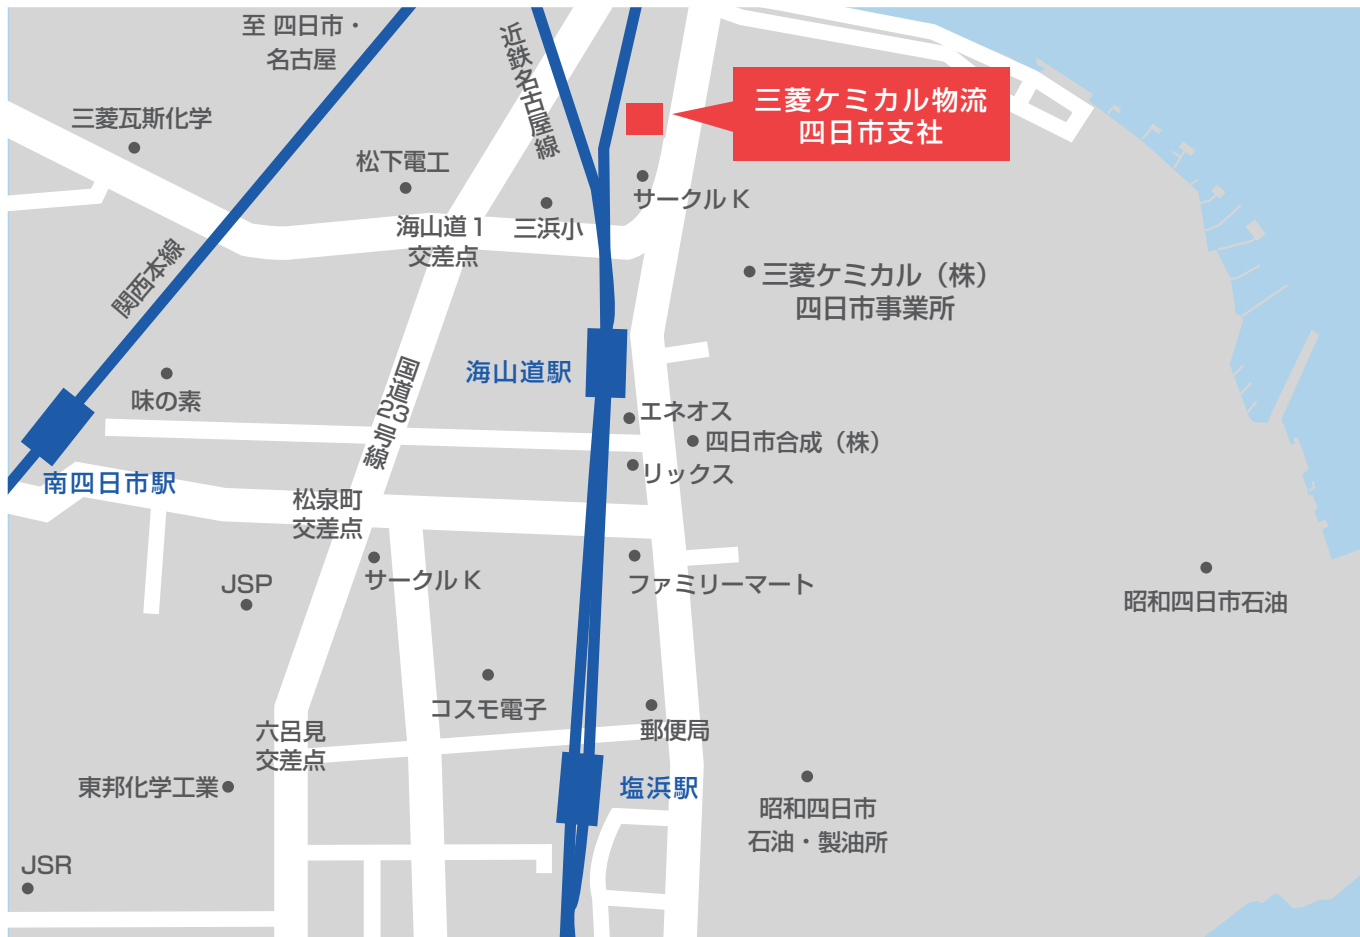 至 四日市・
名古屋
近鉄名古屋線
三菱ケミカル物流
四日市支社
三菱瓦斯化学
松下電工
サークルK
海山道1
交差点
三浜小
関西本線
三菱ケミカル（株）
四日市事業所
国道23号線
海山道駅
味の素
エネオス
四日市合成（株）
リックス
南四日市駅
松泉町
交差点
サークルK
JSP
ファミリーマート
昭和四日市石油
コスモ電子
六呂見
交差点
郵便局
東邦化学工業
塩浜駅
昭和四日市
石油・製油所
JSR